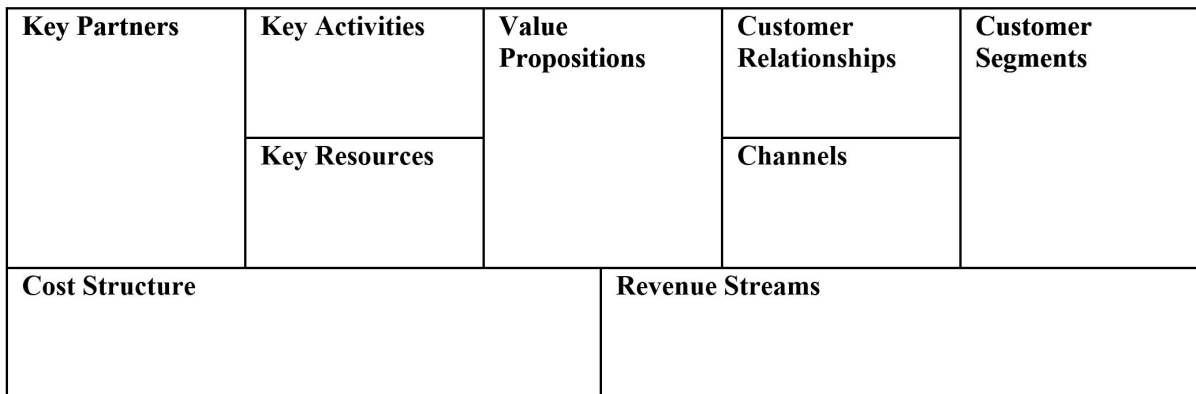 Key Partners
Key Activities
Key Resources
Value
Propositions
Customer
Relationships
Channels
Customer
Segments
Cost Structure
Revenue Streams